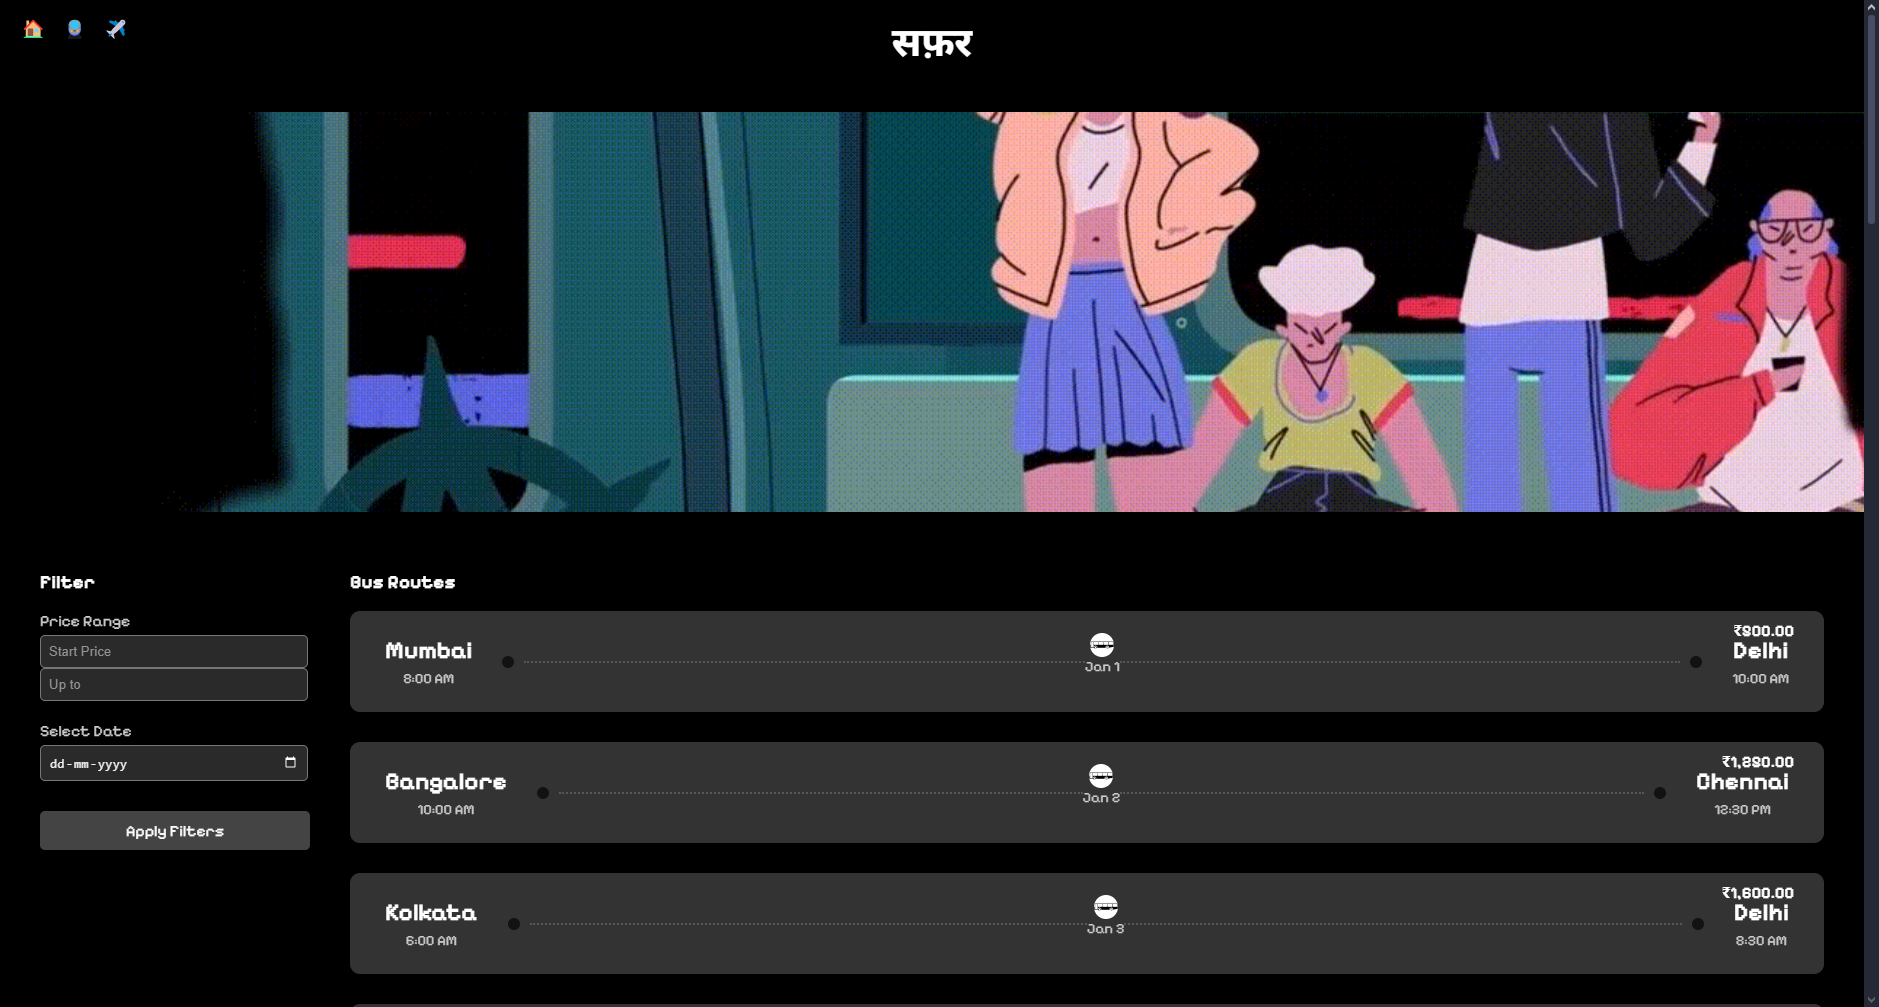 सफ़र
Filter
Price Range
Start Price
Up to
Select Date
dd-mm-yyyy
Apply Filters
Bus Routes
Mumbai
8:00 AM
Jan 1
₹800.00
Delhi
10:00 AM
Bangalore
10:00 AM
Jan 2
₹1,280.00
Chennai
12:30 PM
Kolkata
6:00 AM
Jan 3
₹1,600.00
Delhi
8:30 AM